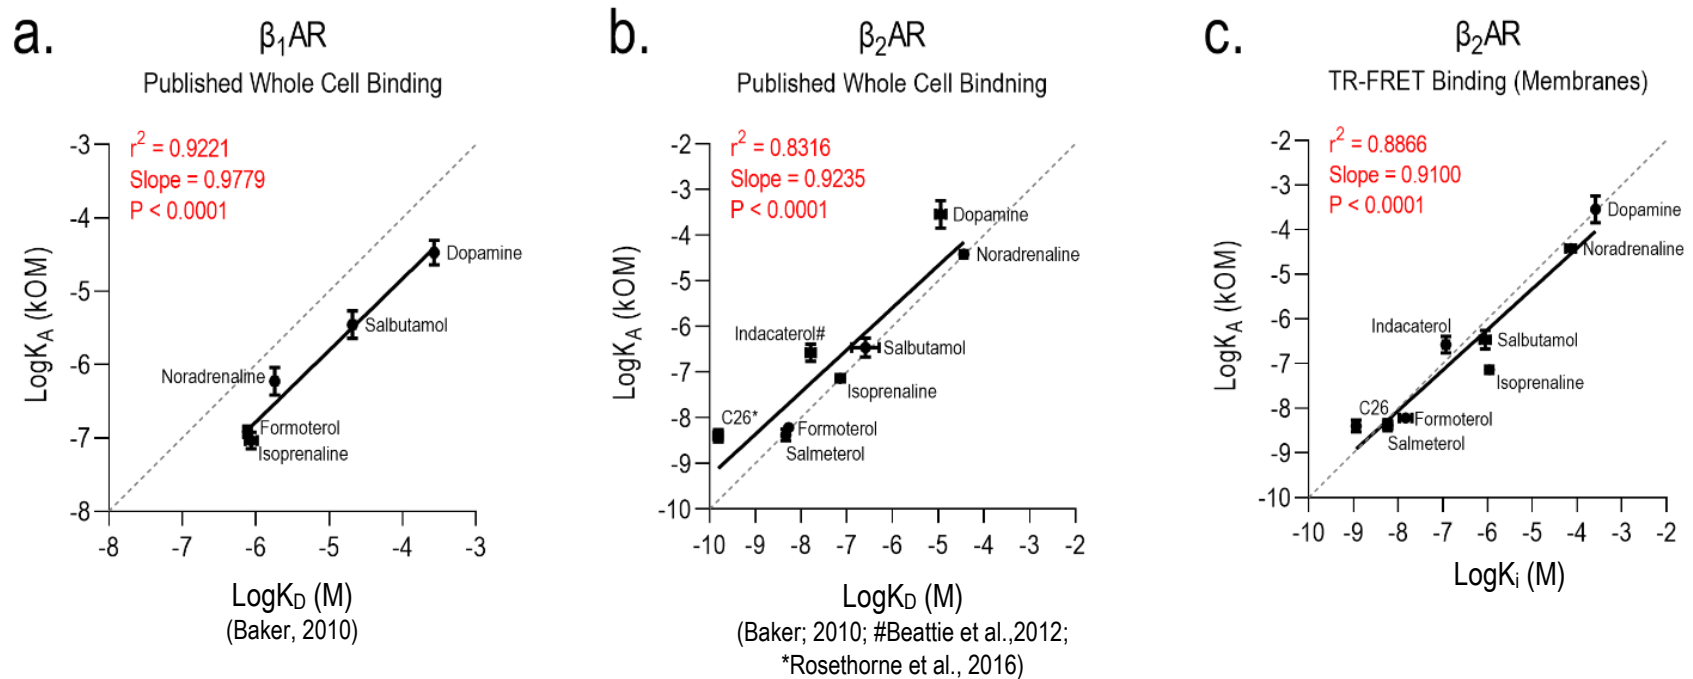 a.
β₁AR
Published Whole Cell Binding
r² = 0.9221
Slope = 0.9779
P < 0.0001
-3
-4
-5
-6
-7
-8
LogK_A (kOM)
Dopamine
Salbutamol
Noradrenaline
Formoterol
Isoprenaline
-8 -7 -6 -5 -4 -3
LogK_D (M)
(Baker, 2010)
b.
β₂AR
Published Whole Cell Bindning
r² = 0.8316
Slope = 0.9235
P < 0.0001
-2
-3
-4
-5
-6
-7
-8
-9
-10
LogK_A (kOM)
Dopamine
Noradrenaline
Indacaterol#
Salbutamol
Isoprenaline
C26*
Formoterol
Salmeterol
-10 -9 -8 -7 -6 -5 -4 -3 -2
LogK_D (M)
(Baker; 2010; #Beattie et al.,2012;
*Rosethorne et al., 2016)
c.
β₂AR
TR-FRET Binding (Membranes)
r² = 0.8866
Slope = 0.9100
P < 0.0001
-2
-3
-4
-5
-6
-7
-8
-9
-10
LogK_A (kOM)
Dopamine
Noradrenaline
Indacaterol
Salbutamol
Isoprenaline
C26
Formoterol
Salmeterol
-10 -9 -8 -7 -6 -5 -4 -3 -2
LogK_i (M)